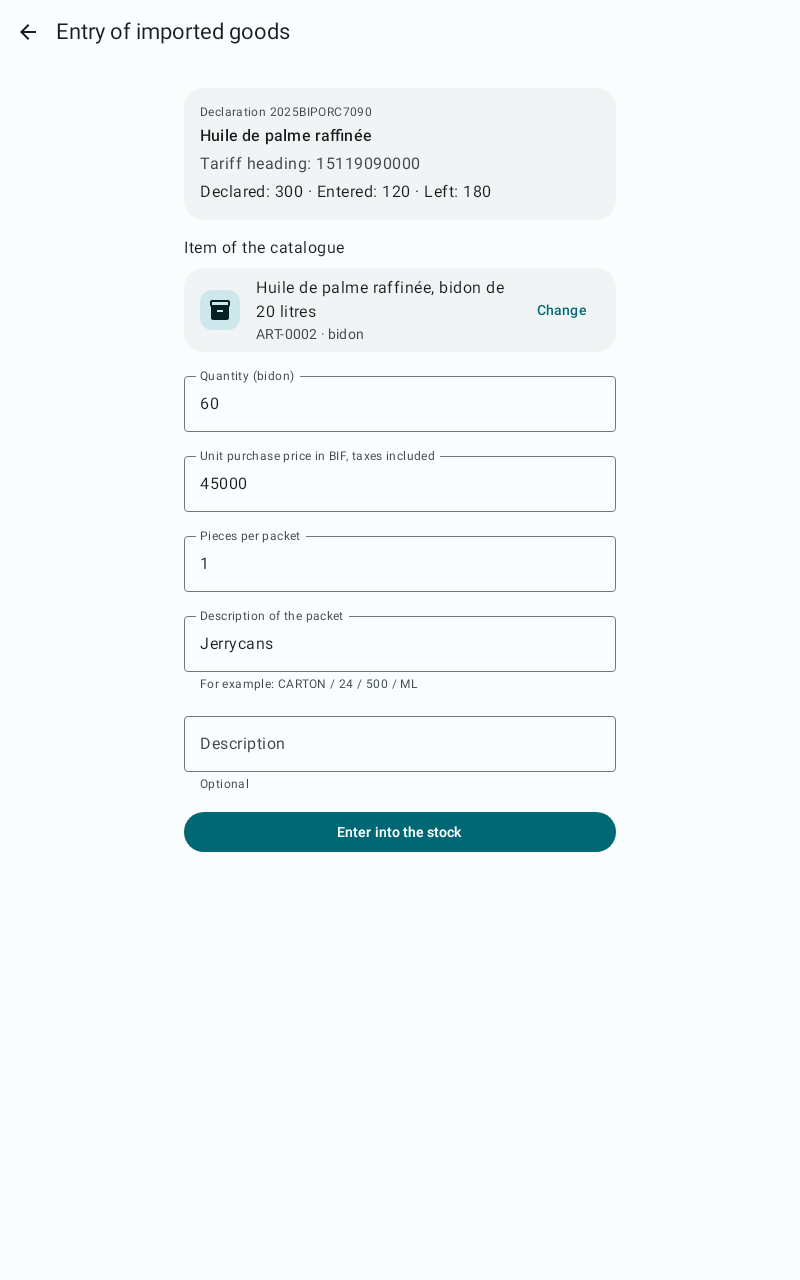 Entry of imported goods
Declaration 2025BIPORC7090
Huile de palme raffinée
Tariff heading: 15119090000
Declared: 300 · Entered: 120 · Left: 180
Item of the catalogue
Huile de palme raffinée, bidon de
20 litres
Change
ART-0002 · bidon
Quantity (bidon)
60
Unit purchase price in BIF, taxes included
45000
Pieces per packet
1
Description of the packet
Jerrycans
For example: CARTON / 24 / 500 / ML
Description
Optional
Enter into the stock